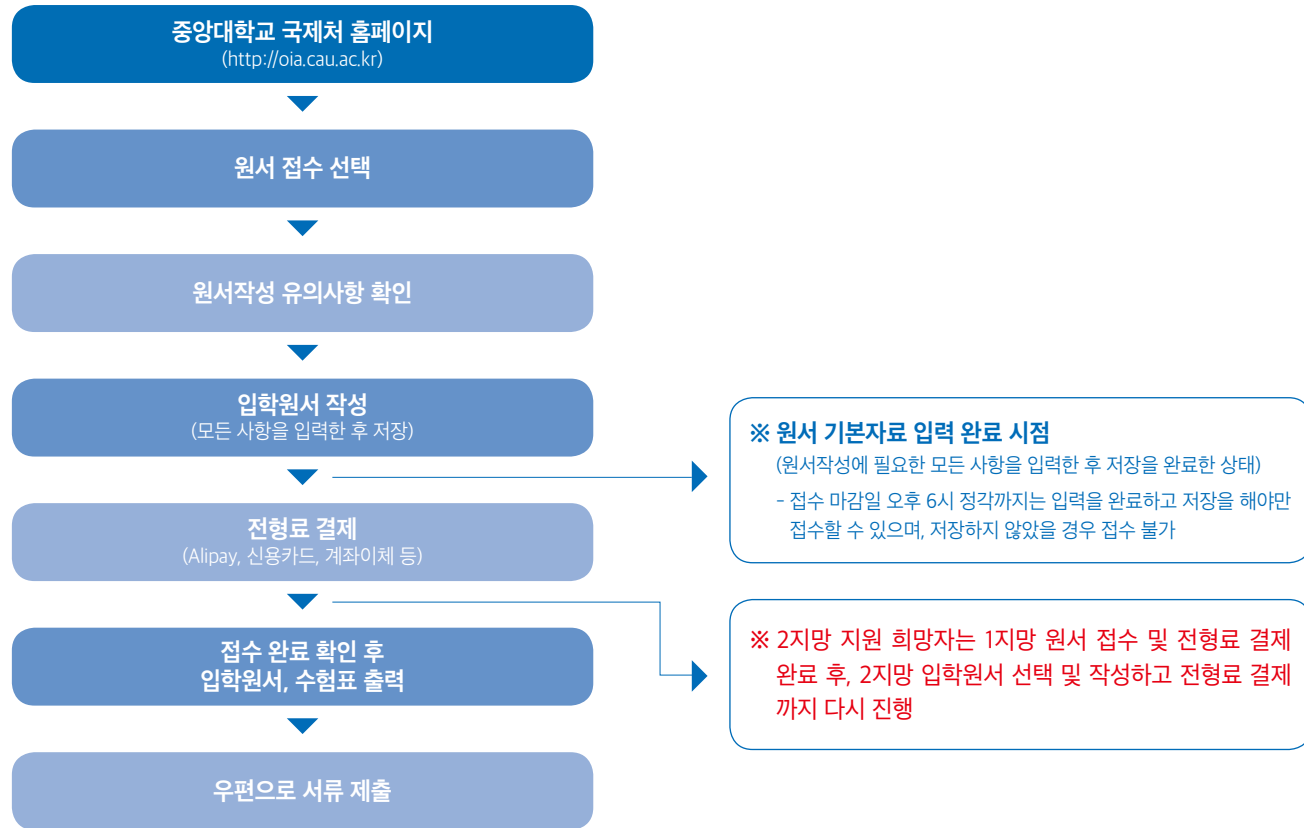 중앙대학교 국제처 홈페이지
(http://oia.cau.ac.kr)
원서 접수 선택
원서작성 유의사항 확인
입학원서 작성
(모든 사항을 입력한 후 저장)
※ 원서 기본자료 입력 완료 시점
(원서작성에 필요한 모든 사항을 입력한 후 저장을 완료한 상태)
- 접수 마감일 오후 6시 정각까지는 입력을 완료하고 저장을 해야만
접수할 수 있으며, 저장하지 않았을 경우 접수 불가
전형료 결제
(Alipay, 신용카드, 계좌이체 등)
※ 2지망 지원 희망자는 1지망 원서 접수 및 전형료 결제
완료 후, 2지망 입학원서 선택 및 작성하고 전형료 결제
까지 다시 진행
접수 완료 확인 후
입학원서, 수험표 출력
우편으로 서류 제출